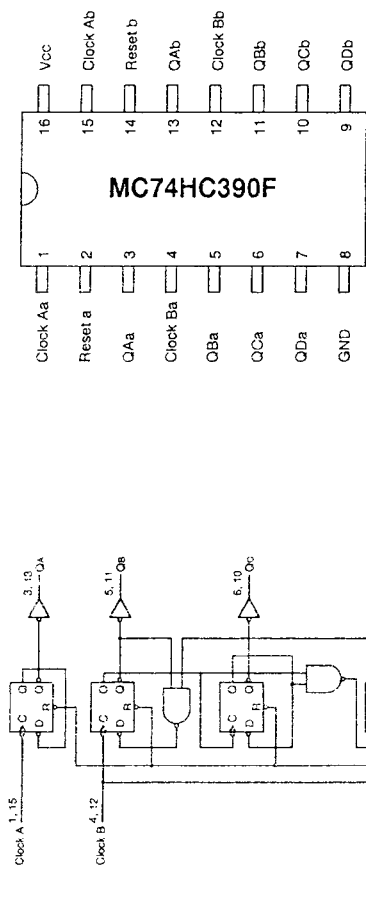 Vcc
Clock Ab
Reset b
QAb
Clock Bb
QBb
QCb
QDb
16
15
14
13
12
11
10
9
MC74HC390F
1
2
3
4
5
6
7
8
Clock Aa
Reset a
QAa
Clock Ba
QBa
QCa
QDa
GND
3, 13
QA
5, 11
QB
6, 10
QC
C
Q
D
Q
R
C
Q
D
Q
R
C
Q
D
Q
R
Clock A 1, 15
Clock B 4, 12